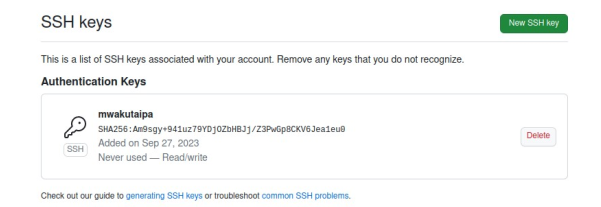 SSH keys
New SSH key
This is a list of SSH keys associated with your account. Remove any keys that you do not recognize.
Authentication Keys
mwakutaipa
SHA256:Am9sgy+941uz79YDjOZbHBJj/Z3PwGp8CKV6Jea1eu0
SSH
Added on Sep 27, 2023
Never used — Read/write
Delete
Check out our guide to generating SSH keys or troubleshoot common SSH problems.